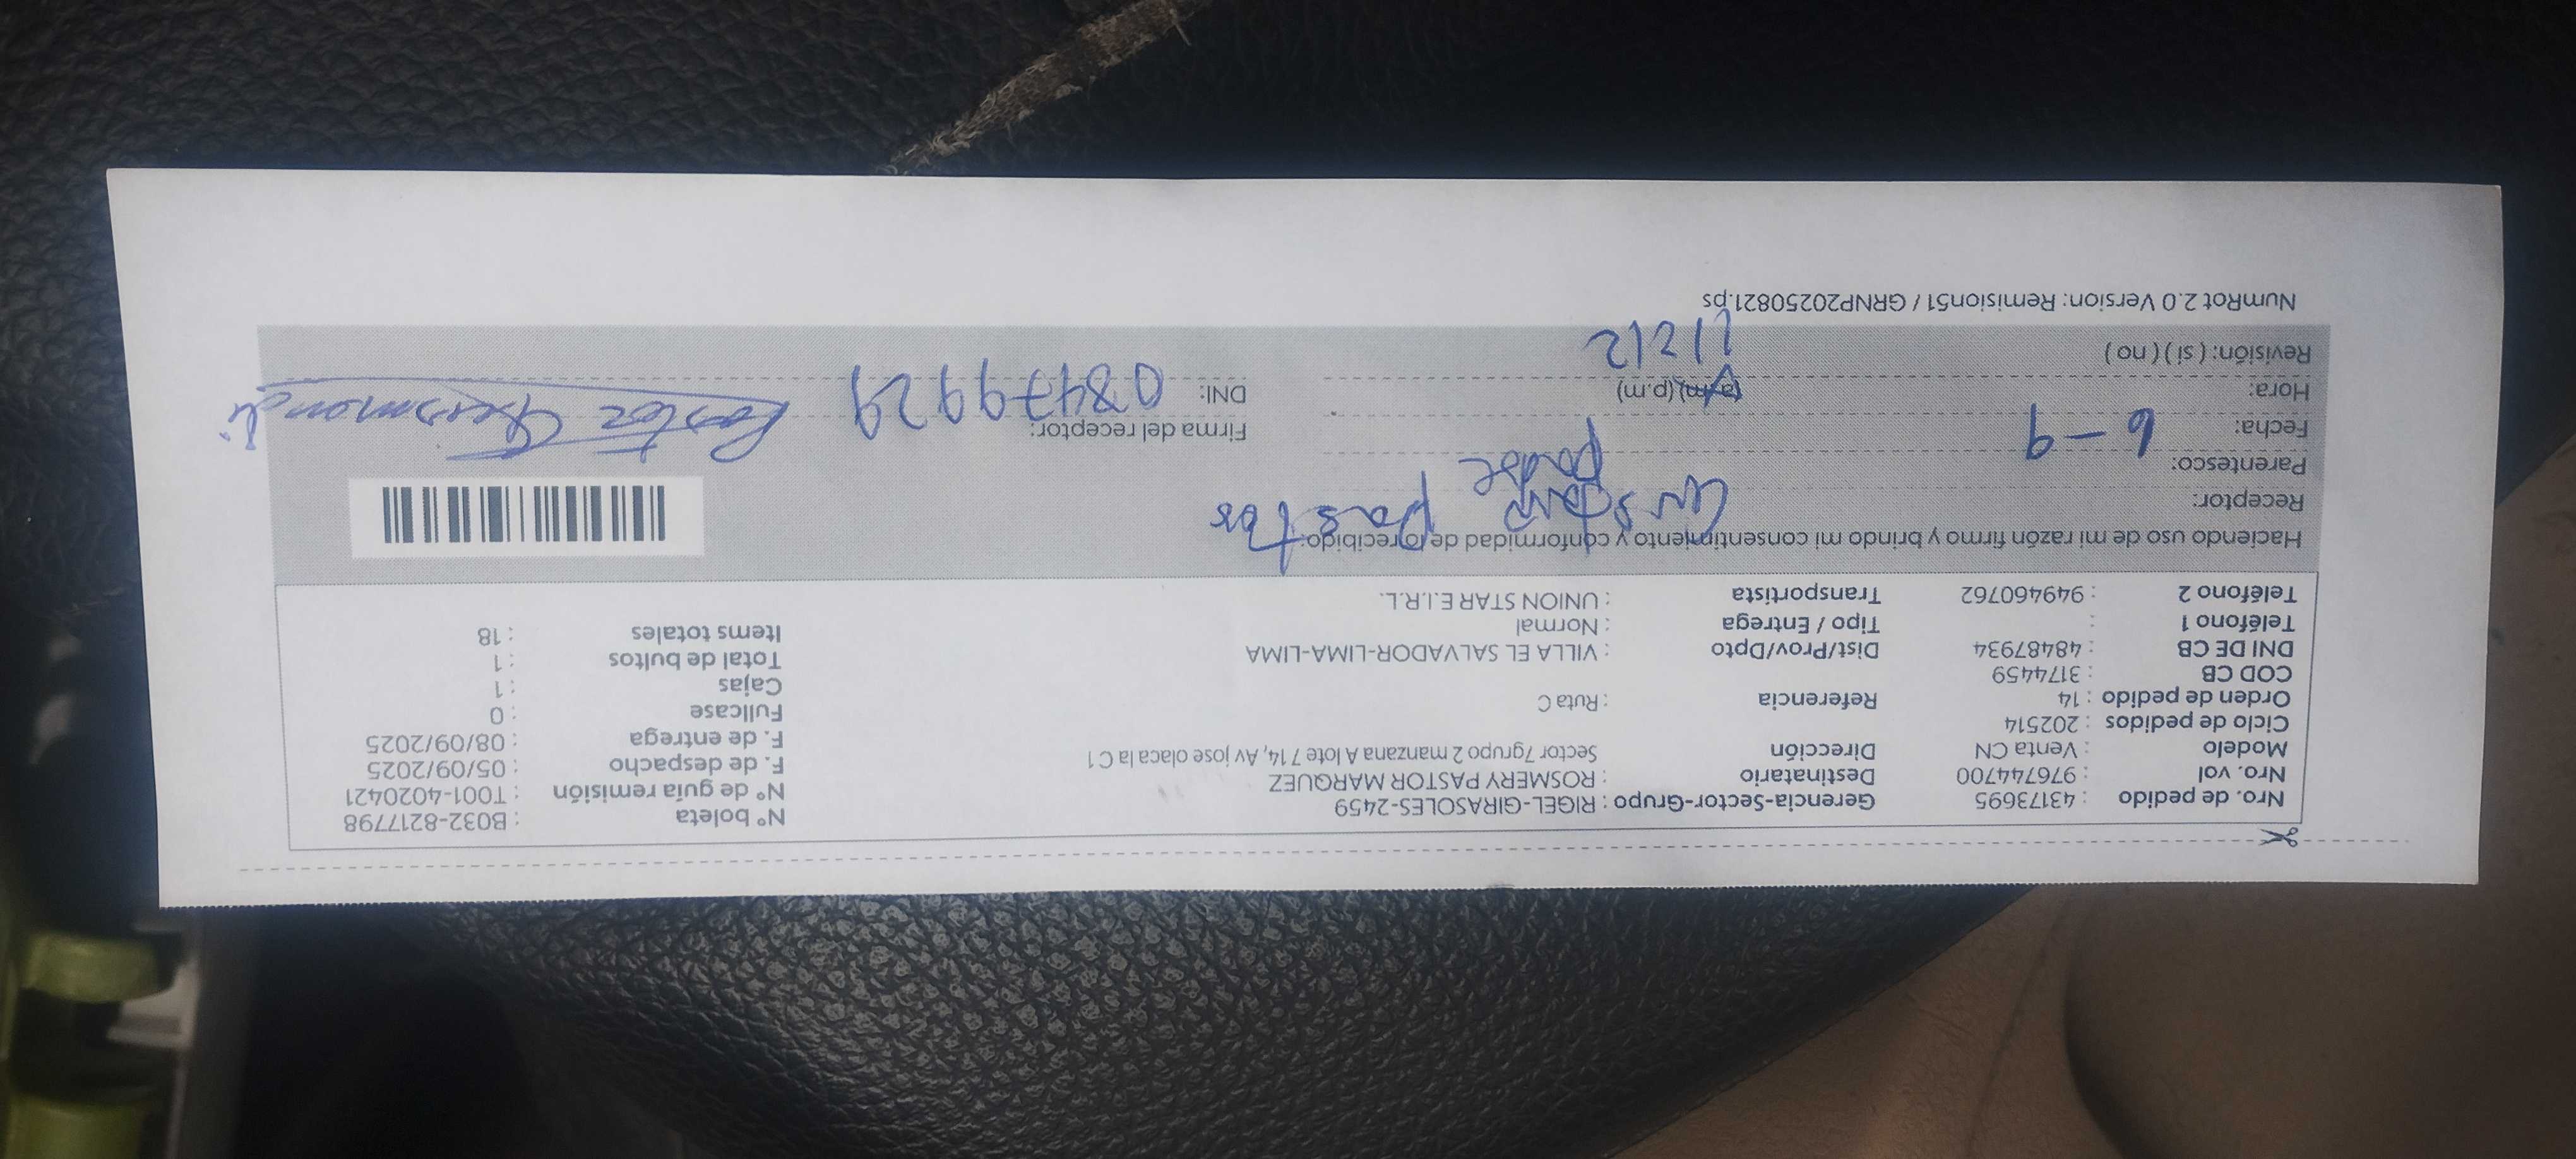 Nro. de pedido : 43173695 Gerencia-Sector-Grupo : RIGEL-GIRASOLES-2459 N° boleta : B032-8217798
Nro. vol : 976744700 Destinatario : ROSMERY PASTOR MARQUEZ N° de guía remisión : T001-4020421
Modelo : Venta CN Dirección Sector 7grupo 2 manzana A lote 7 14, Av jose olaca la C 1 F. de despacho : 05/09/2025
Ciclo de pedidos : 202514 F. de entrega : 08/09/2025
Orden de pedido : 14 Referencia : Ruta C Fullcase : 0
COD CB : 3174459 Cajas : 1
DNI DE CB : 48487934 Dist/Prov/Dpto : VILLA EL SALVADOR-LIMA-LIMA Total de bultos : 1
Teléfono 1 : Tipo / Entrega : Normal Items totales : 18
Teléfono 2 : 949460762 Transportista : UNION STAR E.I.R.L.
Haciendo uso de mi razón firmo y brindo mi consentimiento y conformidad de lo recibido:
Receptor: pastor
Parentesco: padre
Fecha: 6-9 Firma del receptor: Pastor
Hora: (a.m) (p.m) DNI: 08479929
Revisión: ( si ) ( no )
NumRot 2.0 Version: Remision51 / GRNP20250821.ps